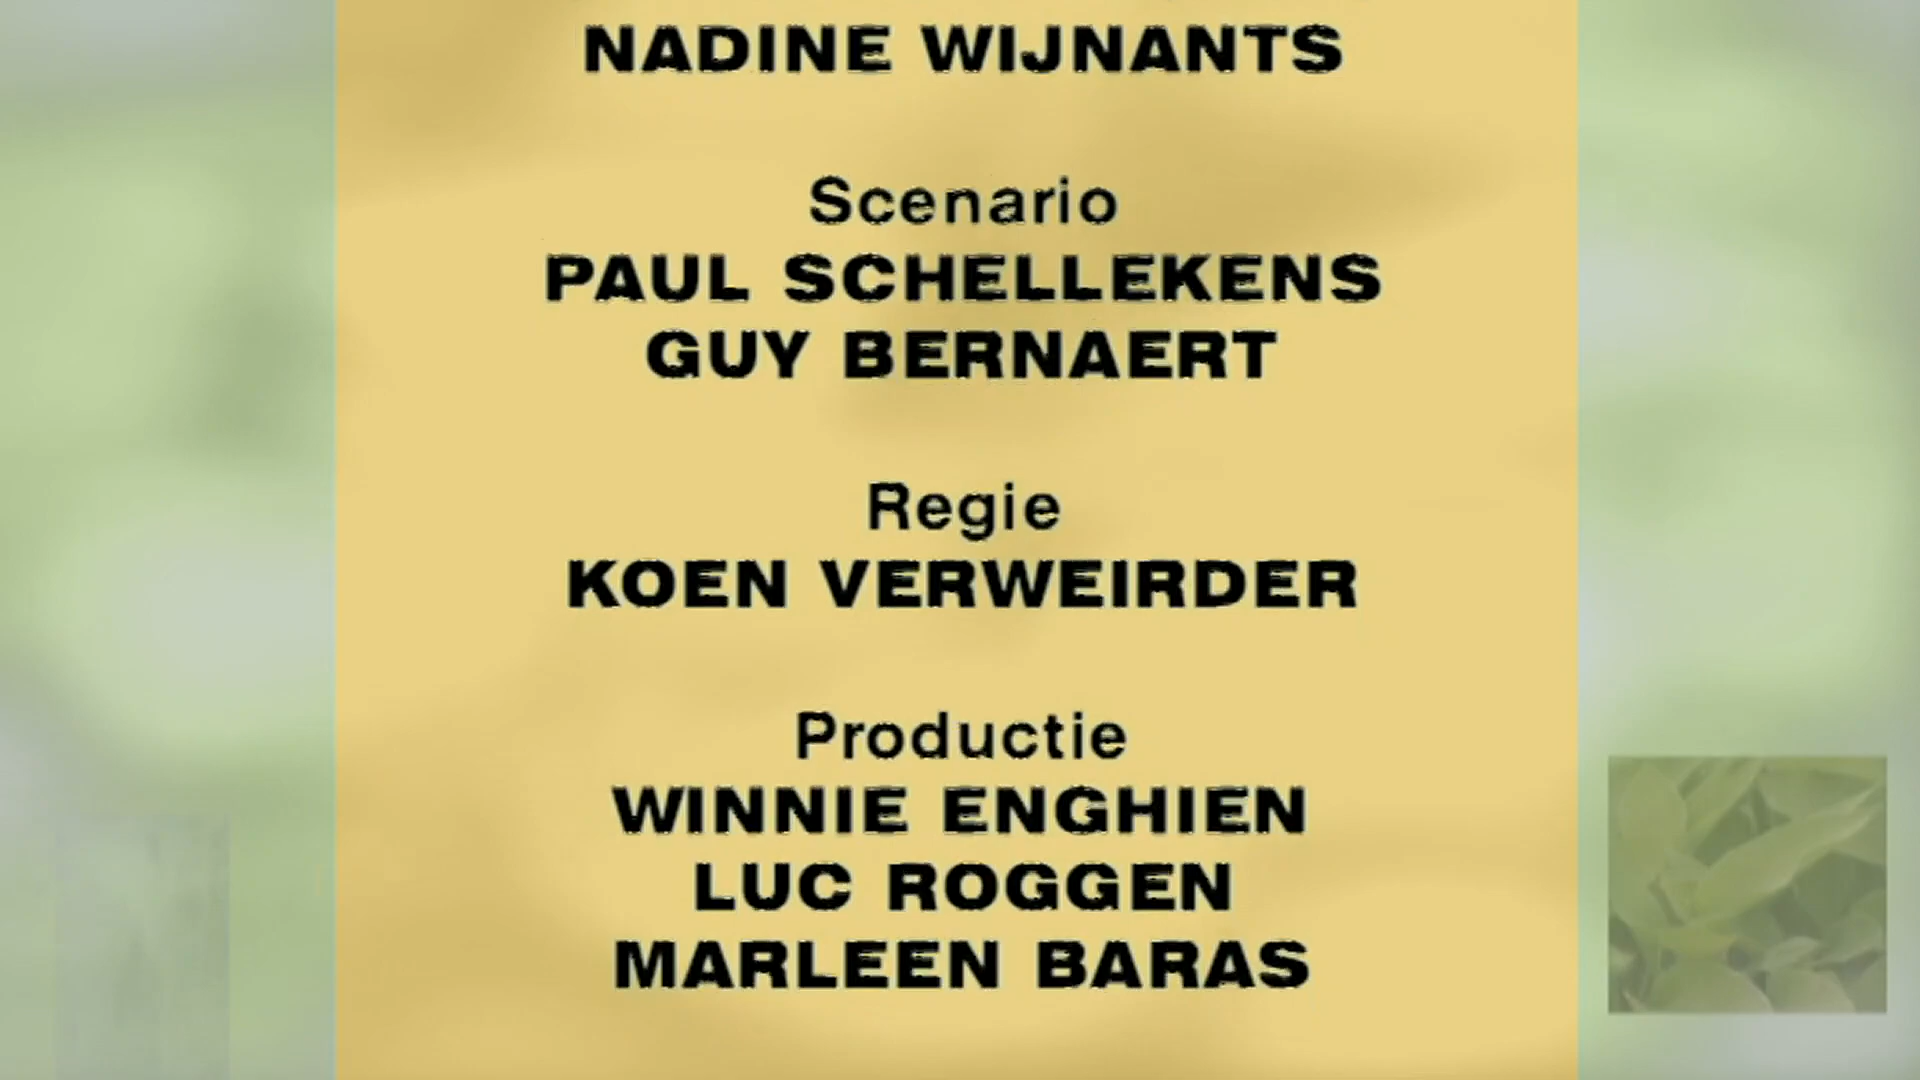 NADINE WIJNANTS
Scenario
PAUL SCHELLEKENS
GUY BERNAERT
Regie
KOEN VERWEIRDER
Productie
WINNIE ENGHIEN
LUC ROGGEN
MARLEEN BARAS